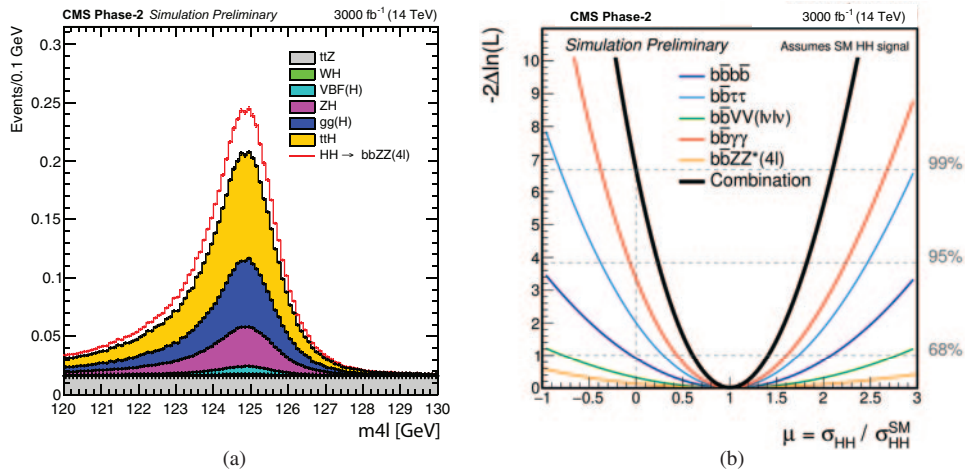 CMS Phase-2 Simulation Preliminary 3000 fb⁻¹ (14 TeV)
Events/0.1 GeV
0.3
0.25
0.2
0.15
0.1
0.05
0
ttZ
WH
VBF(H)
ZH
gg(H)
ttH
HH → bbZZ(4l)
120 121 122 123 124 125 126 127 128 129 130
m4l [GeV]
(a)
CMS Phase-2 3000 fb⁻¹ (14 TeV)
Simulation Preliminary Assumes SM HH signal
-2Δln(L)
10
9
8
7
6
5
4
3
2
1
0
bb̄bb̄
bb̄ττ
bb̄VV(lνlν)
bb̄γγ
bb̄ZZ*(4l)
Combination
99%
95%
68%
−1 −0.5 0 0.5 1 1.5 2 2.5 3
μ = σHH / σHH^SM
(b)